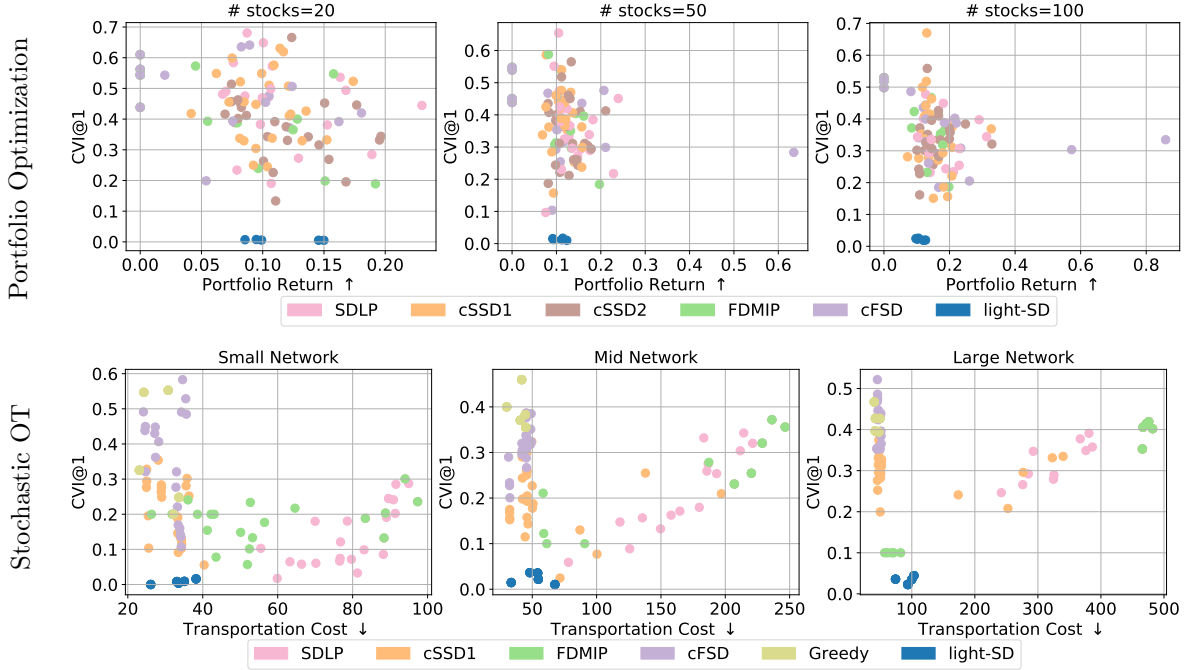 # stocks=20
# stocks=50
# stocks=100
Portfolio Optimization
CVI@1
0.7
0.6
0.5
0.4
0.3
0.2
0.1
0.0
0.00 0.05 0.10 0.15 0.20
Portfolio Return ↑
CVI@1
0.6
0.5
0.4
0.3
0.2
0.1
0.0
0.0 0.1 0.2 0.3 0.4 0.5 0.6
Portfolio Return ↑
CVI@1
0.7
0.6
0.5
0.4
0.3
0.2
0.1
0.0
0.0 0.2 0.4 0.6 0.8
Portfolio Return ↑
SDLP cSSD1 cSSD2 FDMIP cFSD light-SD
Small Network
Mid Network
Large Network
Stochastic OT
CVI@1
0.6
0.5
0.4
0.3
0.2
0.1
0.0
20 40 60 80 100
Transportation Cost ↓
CVI@1
0.4
0.3
0.2
0.1
0.0
50 100 150 200 250
Transportation Cost ↓
CVI@1
0.5
0.4
0.3
0.2
0.1
0.0
100 200 300 400 500
Transportation Cost ↓
SDLP cSSD1 FDMIP cFSD Greedy light-SD